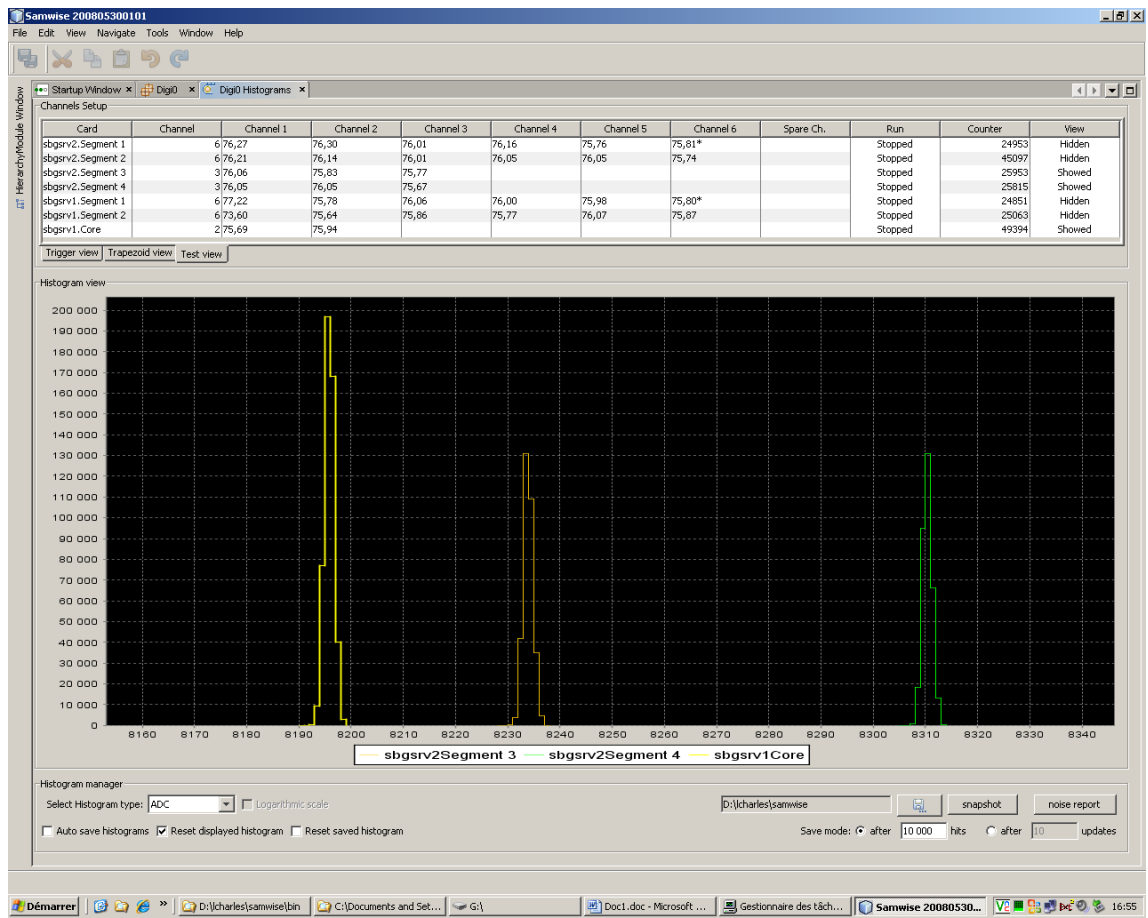 Samwise 200805300101
File Edit View Navigate Tools Window Help
HierarchyModule Window
Startup Window Digi0 Digi0 Histograms
Channels Setup
Card Channel Channel 1 Channel 2 Channel 3 Channel 4 Channel 5 Channel 6 Spare Ch. Run Counter View
sbgsrv2.Segment 1 6 76,27 76,30 76,01 76,16 75,76 75,81* Stopped 24953 Hidden
sbgsrv2.Segment 2 6 76,21 76,14 76,01 76,05 76,05 75,74 Stopped 45097 Hidden
sbgsrv2.Segment 3 3 76,06 75,83 75,77 Stopped 25953 Showed
sbgsrv2.Segment 4 3 76,05 76,05 75,67 Stopped 25815 Showed
sbgsrv1.Segment 1 6 77,22 75,78 76,06 76,00 75,98 75,80* Stopped 24851 Hidden
sbgsrv1.Segment 2 6 73,60 75,64 75,86 75,77 76,07 75,87 Stopped 25063 Hidden
sbgsrv1.Core 2 75,69 75,94 Stopped 49394 Showed
Trigger view Trapezoid view Test view
Histogram view
200 000
190 000
180 000
170 000
160 000
150 000
140 000
130 000
120 000
110 000
100 000
90 000
80 000
70 000
60 000
50 000
40 000
30 000
20 000
10 000
0
8160 8170 8180 8190 8200 8210 8220 8230 8240 8250 8260 8270 8280 8290 8300 8310 8320 8330 8340
sbgsrv2Segment 3 sbgsrv2Segment 4 sbgsrv1Core
Histogram manager
Select Histogram type: ADC Logarithmic scale D:\lcharles\samwise snapshot noise report
Auto save histograms Reset displayed histogram Reset saved histogram Save mode: after 10 000 hits after 10 updates
Démarrer » D:\lcharles\samwise\bin C:\Documents and Set... G:\ Doc1.doc - Microsoft ... Gestionnaire des tâch... Samwise 20080530... 16:55